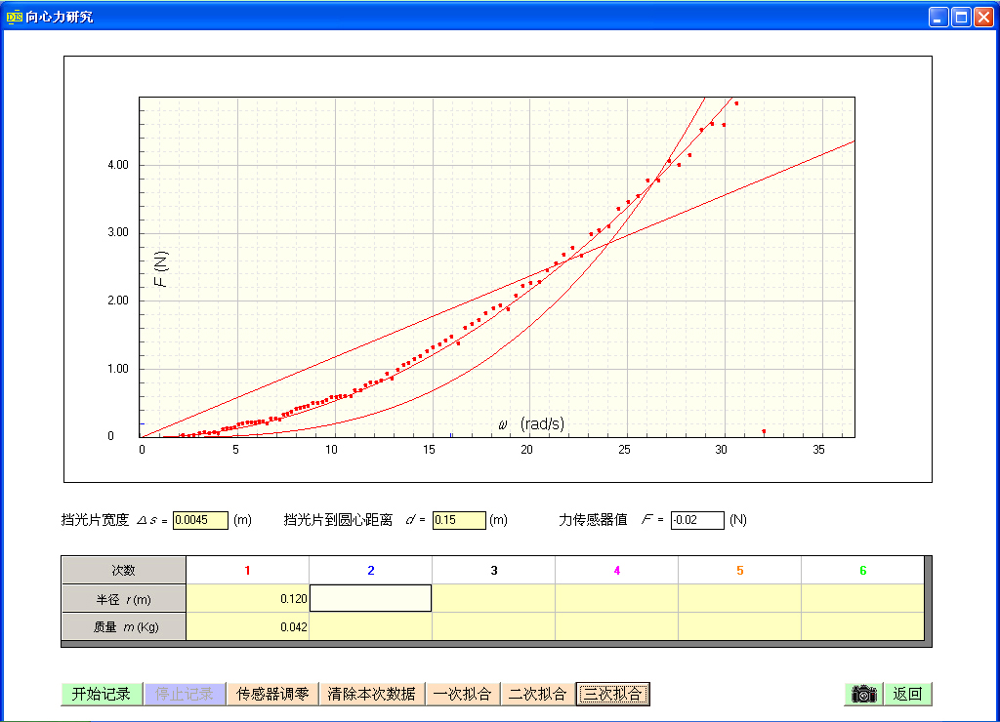 DIS 向心力研究
4.00
3.00
F (N)
2.00
1.00
0
ω (rad/s)
0 5 10 15 20 25 30 35
挡光片宽度 Δs = 0.0045 (m) 挡光片到圆心距离 d = 0.15 (m) 力传感器值 F = -0.02 (N)
次数 1 2 3 4 5 6
半径 r (m) 0.120
质量 m (Kg) 0.042
开始记录 停止记录 传感器调零 清除本次数据 一次拟合 二次拟合 三次拟合 返回